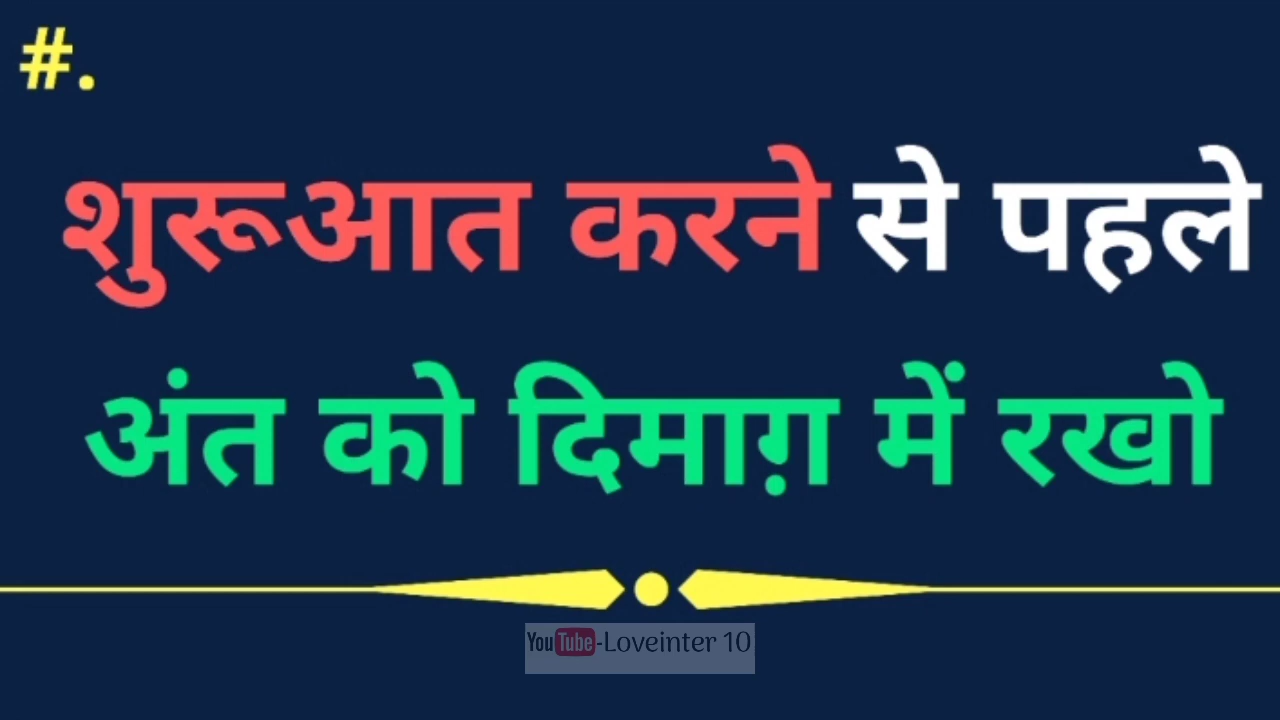 #.
शुरूआत करने से पहले
अंत को दिमाग़ में रखो
YouTube-Loveinter 10